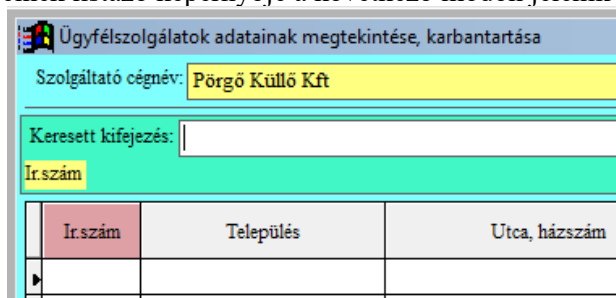 Ügyfélszolgálatok adatainak megtekintése, karbantartása
Szolgáltató cégnév: Pörgő Küllő Kft
Keresett kifejezés:
Ir.szám
Ir.szám Település Utca, házszám